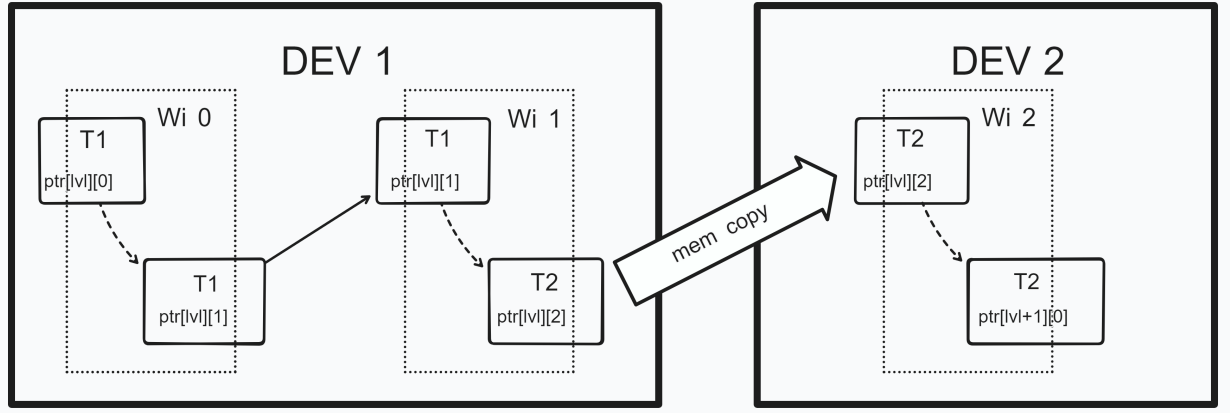 DEV 1
Wi 0
T1
ptr[lvl][0]
T1
ptr[lvl][1]
Wi 1
T1
ptr[lvl][1]
T2
ptr[lvl][2]
mem copy
DEV 2
Wi 2
T2
ptr[lvl][2]
T2
ptr[lvl+1][0]